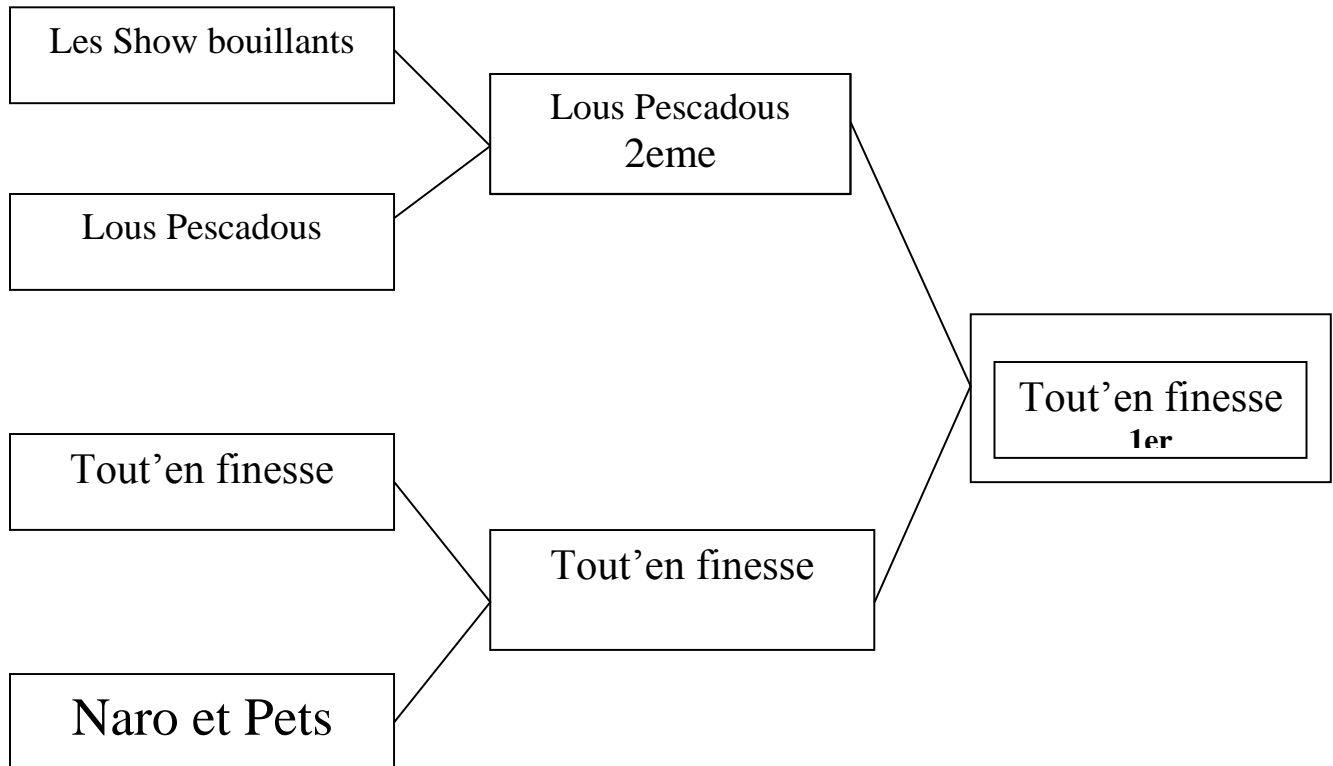 Les Show bouillants
Lous Pescadous
2eme
Lous Pescadous
Tout’en finesse
1er
Tout’en finesse
Tout’en finesse
Naro et Pets